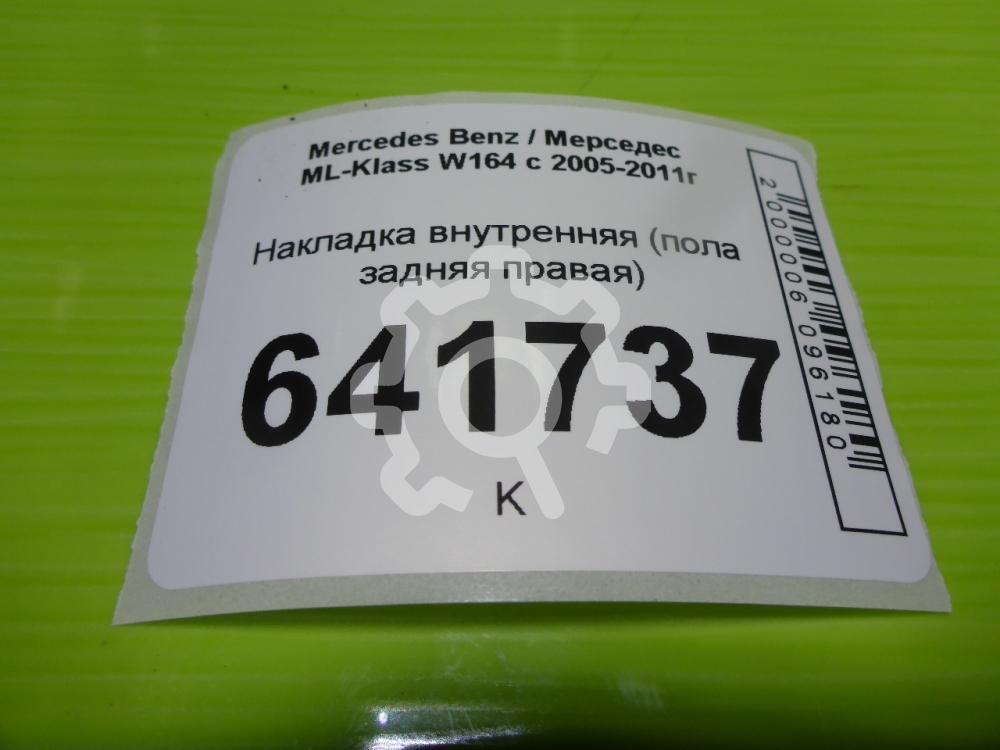 Mercedes Benz / Мерседес
ML-Klass W164 с 2005-2011г
Накладка внутренняя (пола
задняя правая)
641737
К
2000006096180